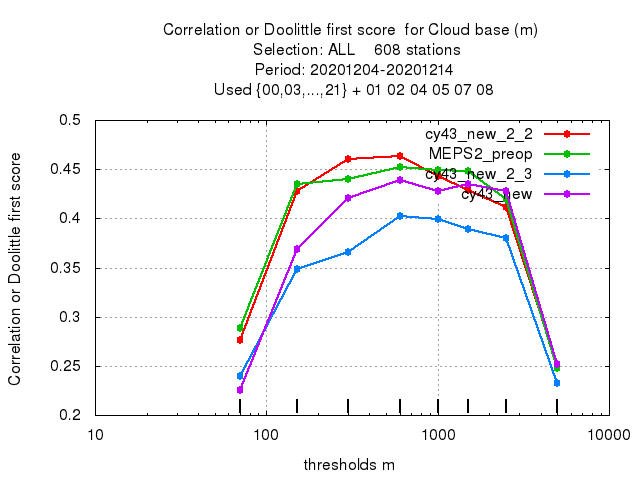 Correlation or Doolittle first score  for Cloud base (m)
Selection: ALL    608 stations
Period: 20201204-20201214
Used {00,03,...,21} + 01 02 04 05 07 08
0.5
0.45
0.4
0.35
0.3
0.25
0.2
Correlation or Doolittle first score
cy43_new_2_2
MEPS2_preop
cy43_new_2_3
cy43_new
10
100
1000
10000
thresholds m